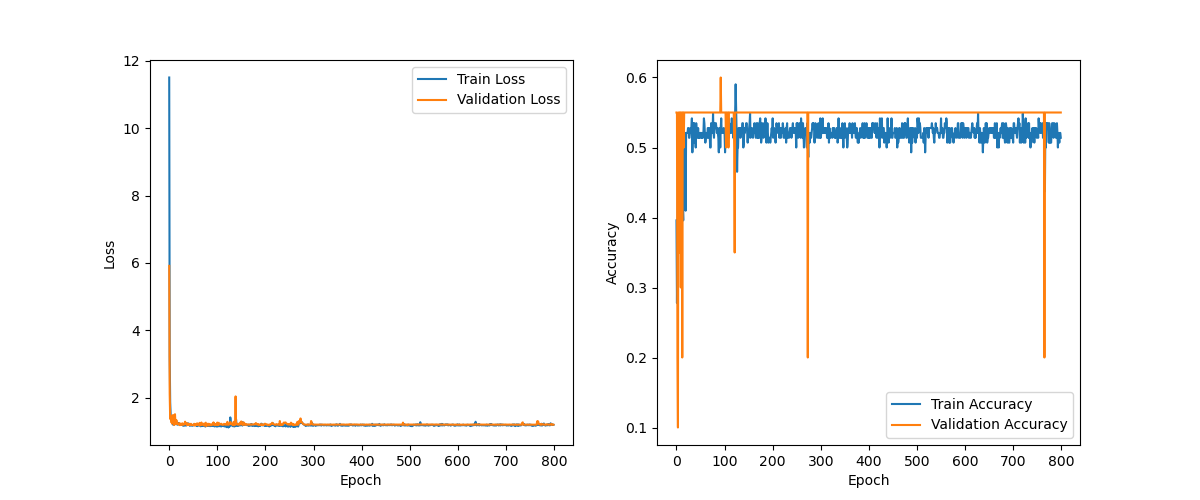 12
10
8
6
4
2
Loss
0 100 200 300 400 500 600 700 800
Epoch
Train Loss
Validation Loss
0.6
0.5
0.4
0.3
0.2
0.1
Accuracy
0 100 200 300 400 500 600 700 800
Epoch
Train Accuracy
Validation Accuracy